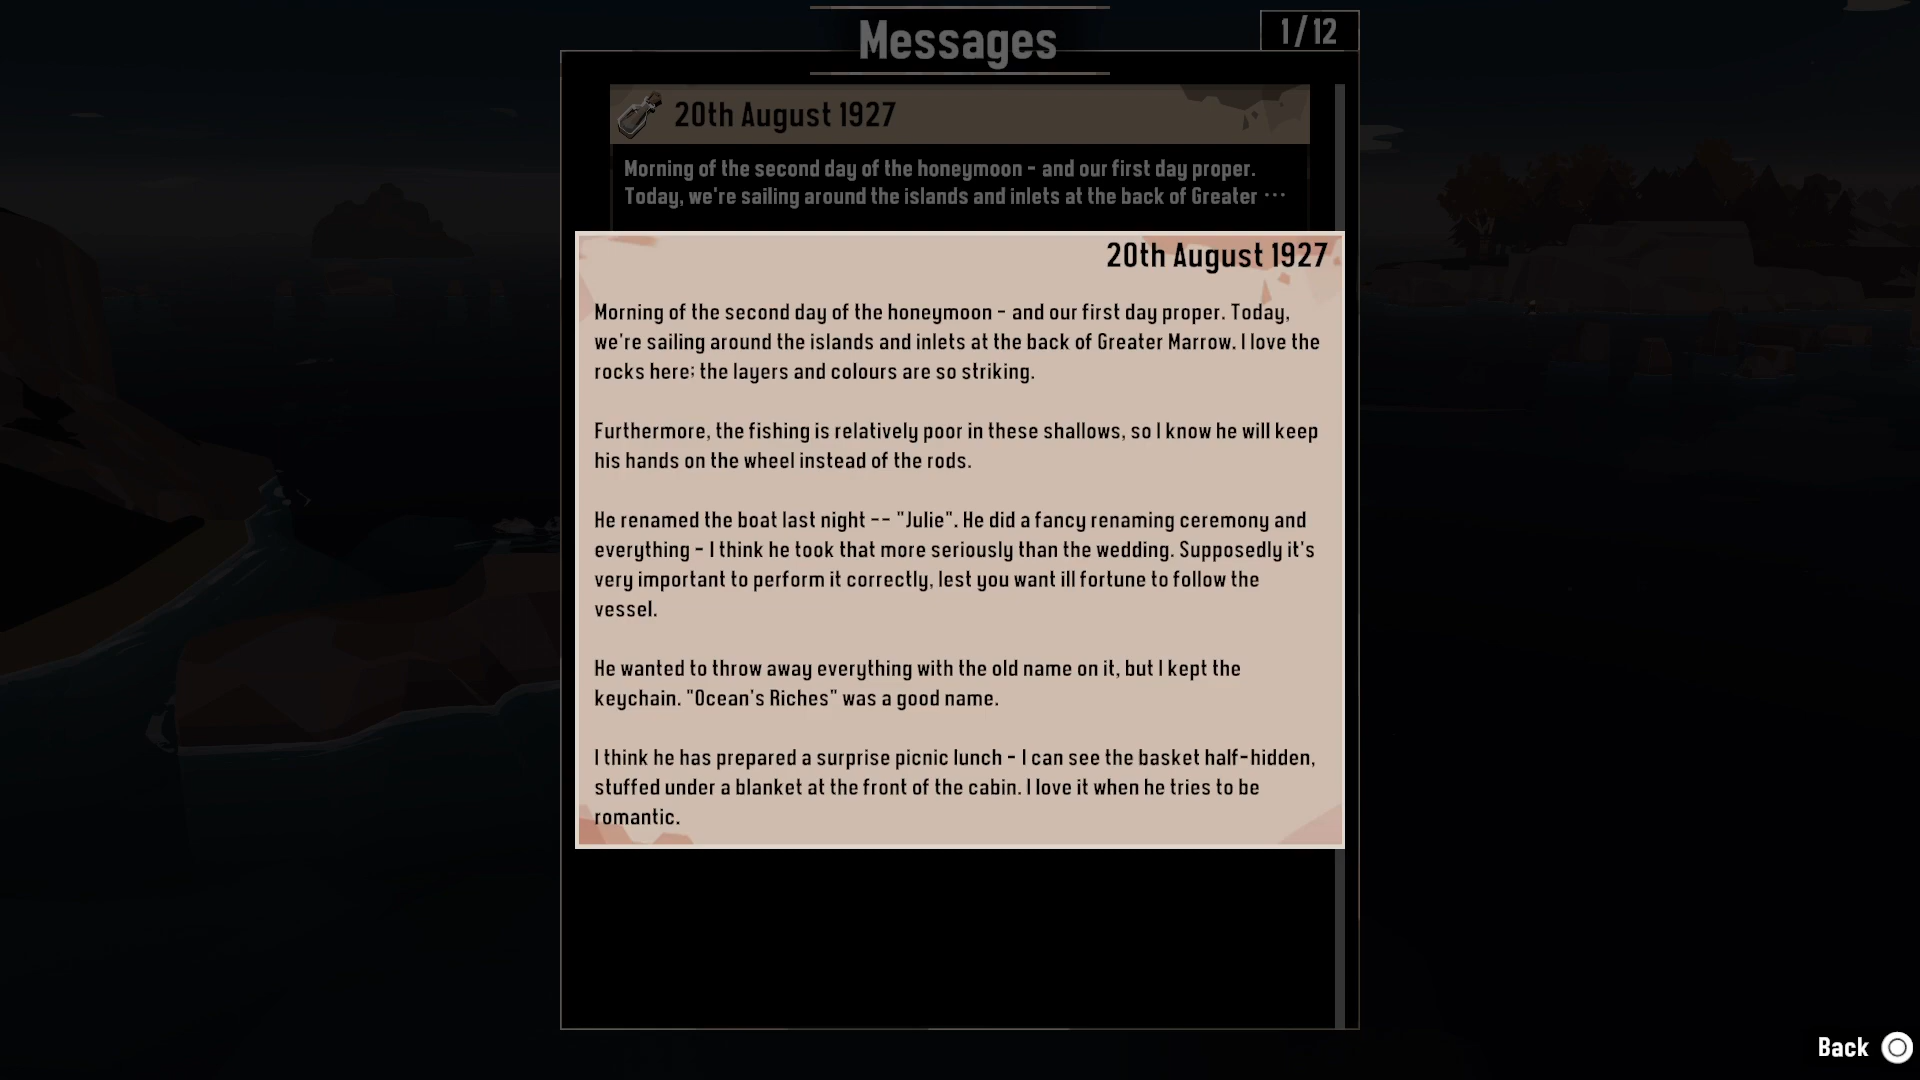 Messages
1/12
20th August 1927
Morning of the second day of the honeymoon - and our first day proper.
Today, we're sailing around the islands and inlets at the back of Greater ···
20th August 1927
Morning of the second day of the honeymoon - and our first day proper. Today,
we're sailing around the islands and inlets at the back of Greater Marrow. I love the
rocks here; the layers and colours are so striking.
Furthermore, the fishing is relatively poor in these shallows, so I know he will keep
his hands on the wheel instead of the rods.
He renamed the boat last night -- "Julie". He did a fancy renaming ceremony and
everything - I think he took that more seriously than the wedding. Supposedly it's
very important to perform it correctly, lest you want ill fortune to follow the
vessel.
He wanted to throw away everything with the old name on it, but I kept the
keychain. "Ocean's Riches" was a good name.
I think he has prepared a surprise picnic lunch - I can see the basket half-hidden,
stuffed under a blanket at the front of the cabin. I love it when he tries to be
romantic.
Back